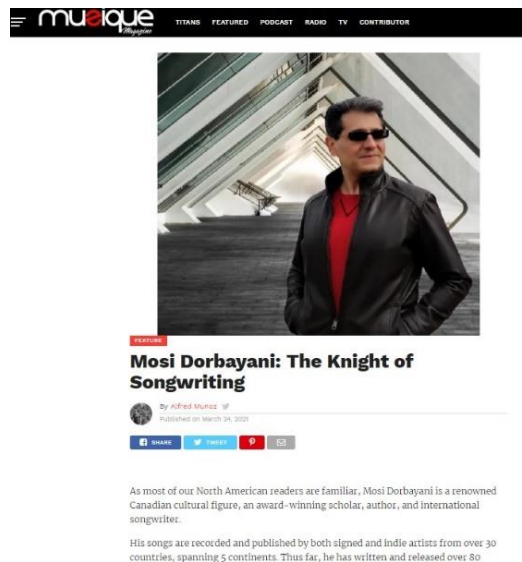 muzique
Magazine
TITANS FEATURED PODCAST RADIO TV CONTRIBUTOR
FEATURE
Mosi Dorbayani: The Knight of
Songwriting
By Alfred Munoz
Published on March 24, 2021
SHARE
TWEET
As most of our North American readers are familiar, Mosi Dorbayani is a renowned
Canadian cultural figure, an award-winning scholar, author, and international
songwriter.
His songs are recorded and published by both signed and indie artists from over 30
countries, spanning 5 continents. Thus far, he has written and released over 80